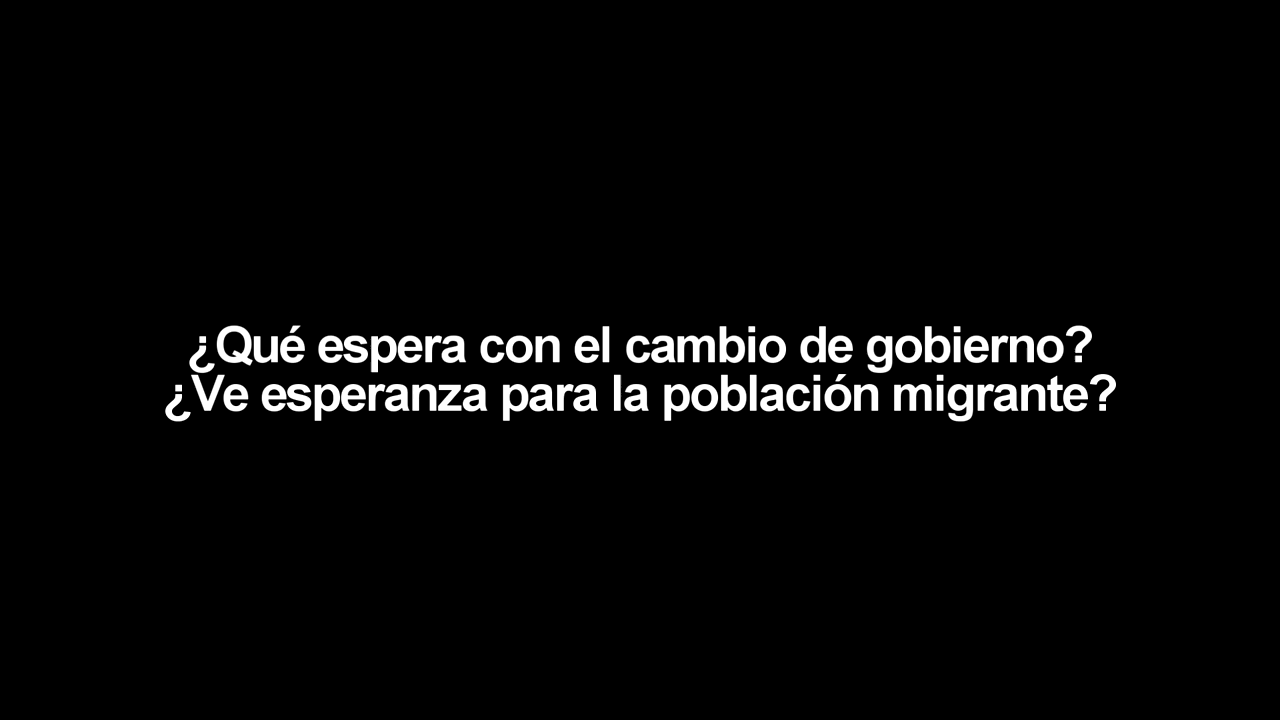 ¿Qué espera con el cambio de gobierno?
¿Ve esperanza para la población migrante?